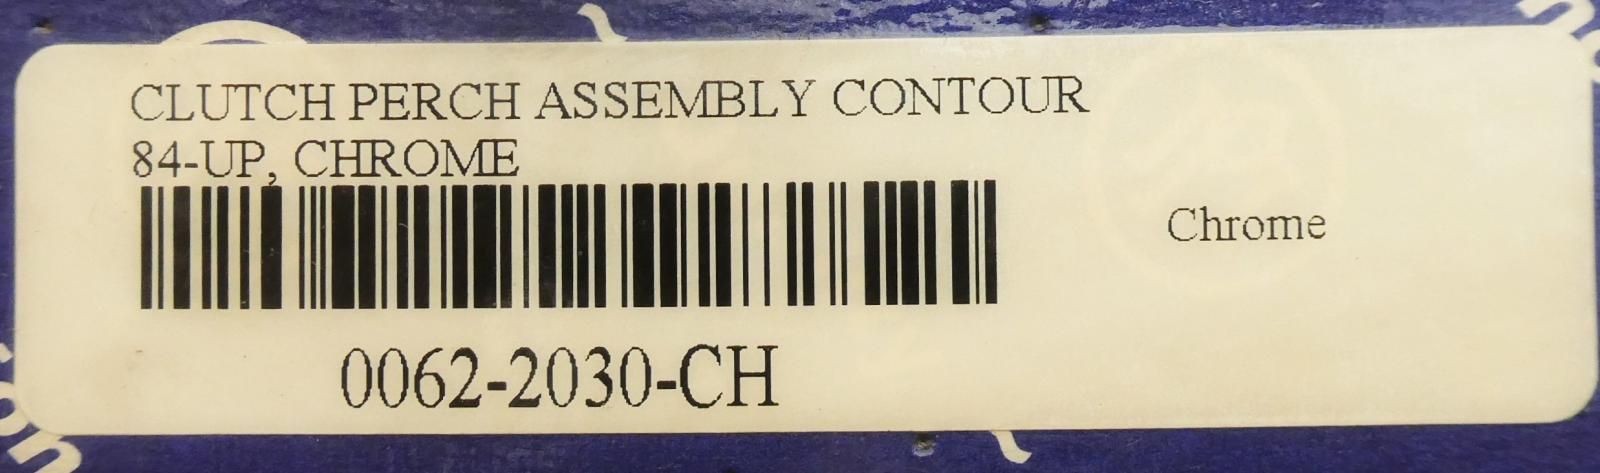 CLUTCH PERCH ASSEMBLY CONTOUR
84-UP, CHROME
Chrome
0062-2030-CH